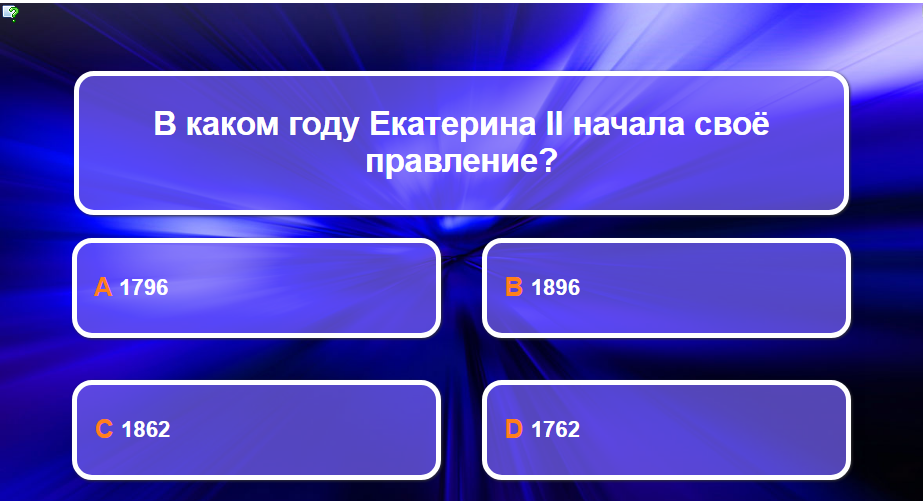 В каком году Екатерина II начала своё
правление?
A 1796
B 1896
C 1862
D 1762